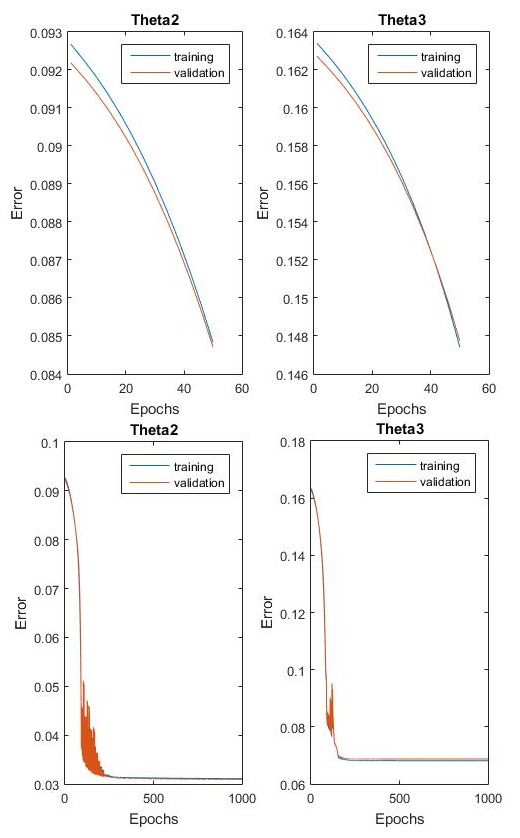 Theta2
0.093
0.092
0.091
0.09
0.089
0.088
0.087
0.086
0.085
0.084
Error
training
validation
0 20 40 60
Epochs
Theta3
0.164
0.162
0.16
0.158
0.156
0.154
0.152
0.15
0.148
0.146
Error
training
validation
0 20 40 60
Epochs
Theta2
0.1
0.09
0.08
0.07
0.06
0.05
0.04
0.03
Error
training
validation
0 500 1000
Epochs
Theta3
0.18
0.16
0.14
0.12
0.1
0.08
0.06
Error
training
validation
0 500 1000
Epochs